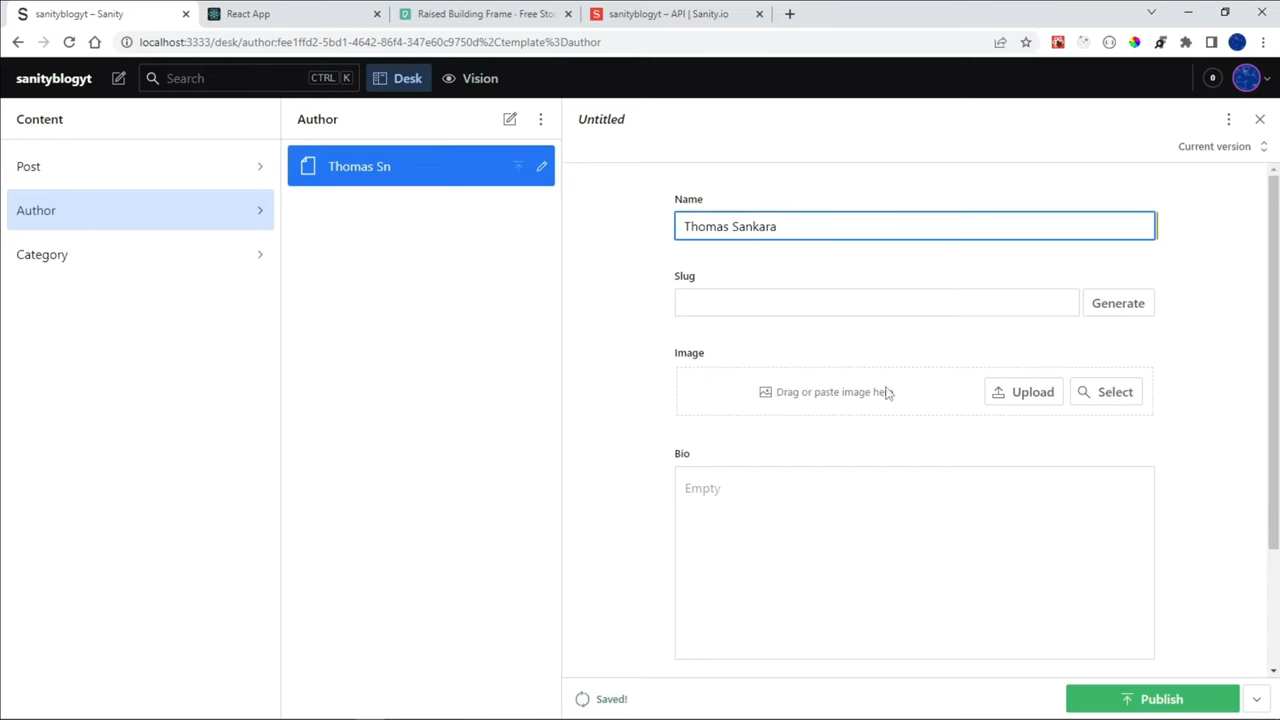 sanityblogyt – Sanity
React App
Raised Building Frame - Free Sto
sanityblogyt – API | Sanity.io
localhost:3333/desk/author:fee1ffd2-5bd1-4642-86f4-347e60c9750d%2Ctemplate%3Dauthor
sanityblogyt
Search
CTRL K
Desk
Vision
0
Content
Author
Untitled
Current version
Post
Author
Category
Thomas Sn
Name
Thomas Sankara
Slug
Generate
Image
Drag or paste image here
Upload
Select
Bio
Empty
Saved!
Publish